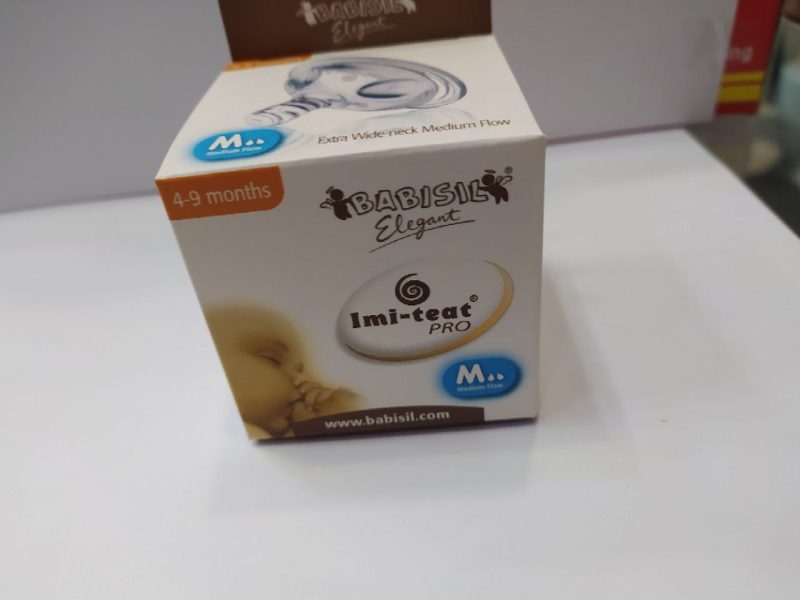 BABISIL
Elegant
M
Medium Flow
Extra Wide-neck Medium Flow
4-9 months
BABISIL®
Elegant
Imi-teat®
PRO
M
Medium Flow
www.babisil.com
ng